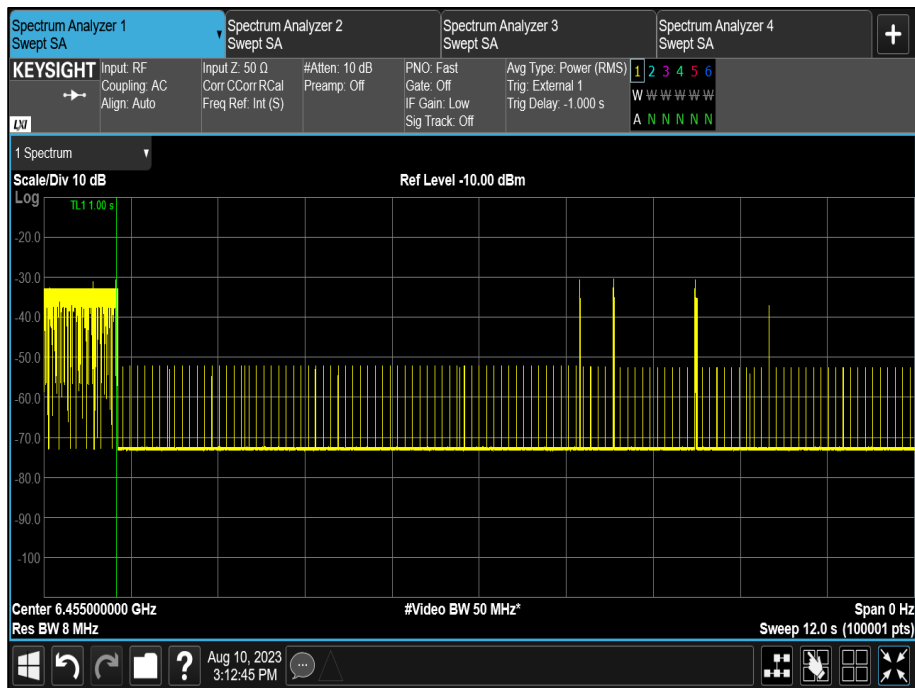 Spectrum Analyzer 1
Swept SA
Spectrum Analyzer 2
Swept SA
Spectrum Analyzer 3
Swept SA
Spectrum Analyzer 4
Swept SA
+
KEYSIGHT
LXI
Input: RF
Coupling: AC
Align: Auto
Input Z: 50 Ω
Corr CCorr RCal
Freq Ref: Int (S)
#Atten: 10 dB
Preamp: Off
PNO: Fast
Gate: Off
IF Gain: Low
Sig Track: Off
Avg Type: Power (RMS)
Trig: External 1
Trig Delay: -1.000 s
1 2 3 4 5 6
W W W W W W
A N N N N N
1 Spectrum
Scale/Div 10 dB
Ref Level -10.00 dBm
Log
TL1 1.00 s
-20.0
-30.0
-40.0
-50.0
-60.0
-70.0
-80.0
-90.0
-100
Center 6.455000000 GHz
#Video BW 50 MHz*
Span 0 Hz
Res BW 8 MHz
Sweep 12.0 s (100001 pts)
?
Aug 10, 2023
3:12:45 PM